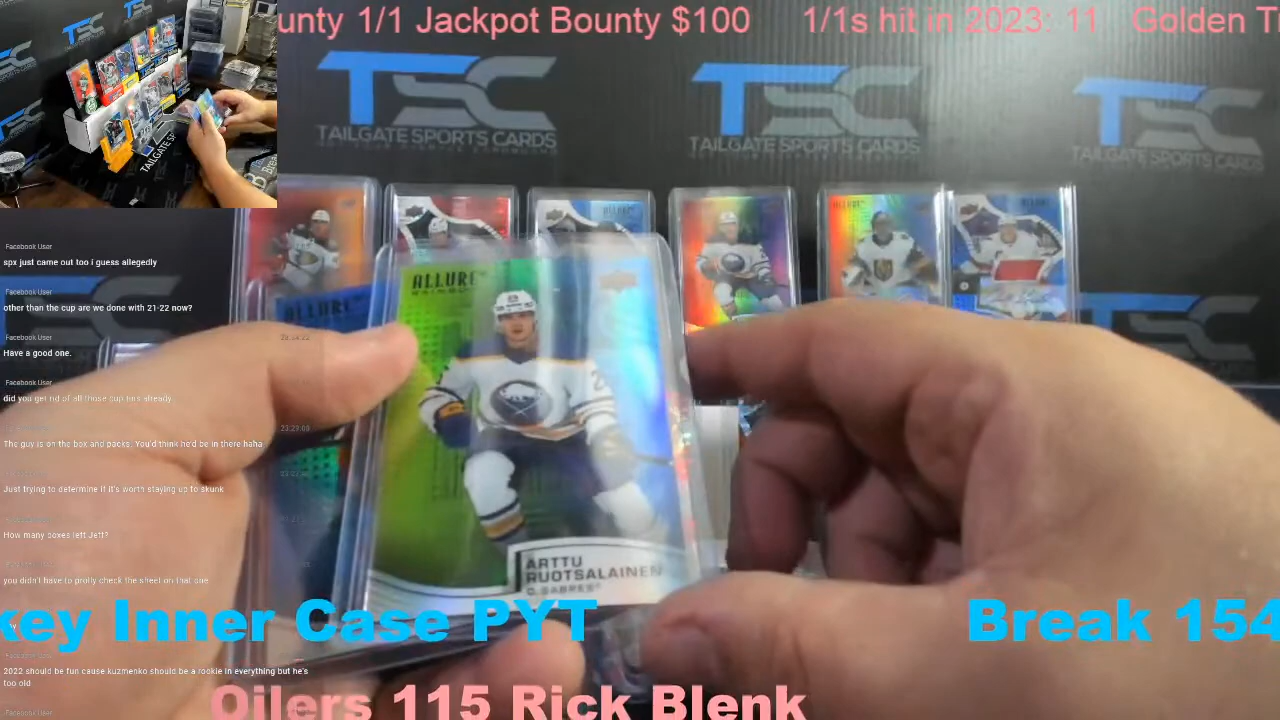 unty 1/1 Jackpot Bounty $100 1/1s hit in 2023: 11 Golden T
TSC
TAILGATE SPORTS CARDS
TSC
TAILGATE SPORTS CARDS
TSC
TAILGATE SPORTS CARDS
Facebook User
spx just came out too i guess allegedly
Facebook User
other than the cup are we done with 21-22 now?
Facebook User
Have a good one.
Facebook User
did you get rid of all those cup tins already.
The guy is on the box and packs. You'd think he'd be in there haha
Just trying to determine if it's worth staying up to skunk
How many boxes left Jeff?
you didn't have to prolly check the sheet on that one
2022 should be fun cause kuzmenko should be a rookie in everything but he's
too old
ALLURE
ALLURE
ALLURE
ARTTU
RUOTSALAINEN
C, SABRES
key Inner Case PYT Break 154
Oilers 115 Rick Blenk